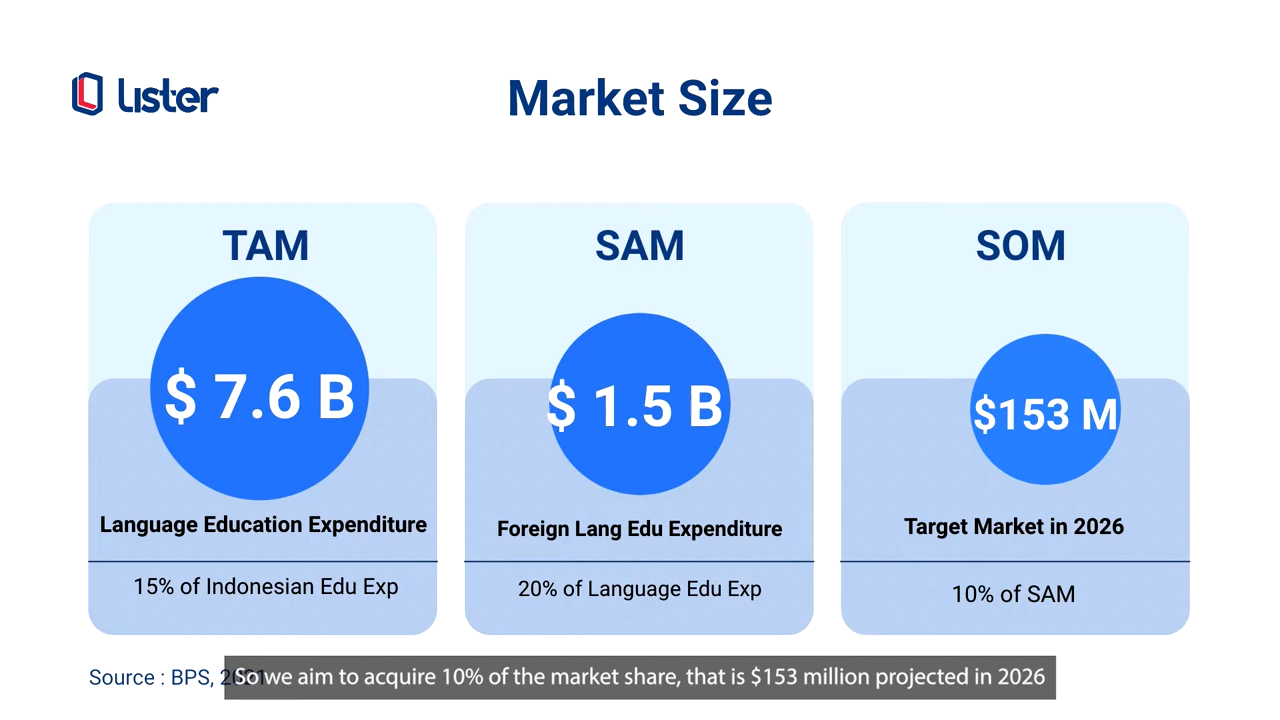 Lister
Market Size
TAM
$ 7.6 B
Language Education Expenditure
15% of Indonesian Edu Exp
SAM
$ 1.5 B
Foreign Lang Edu Expenditure
20% of Language Edu Exp
SOM
$153 M
Target Market in 2026
10% of SAM
Source : BPS,
So we aim to acquire 10% of the market share, that is $153 million projected in 2026